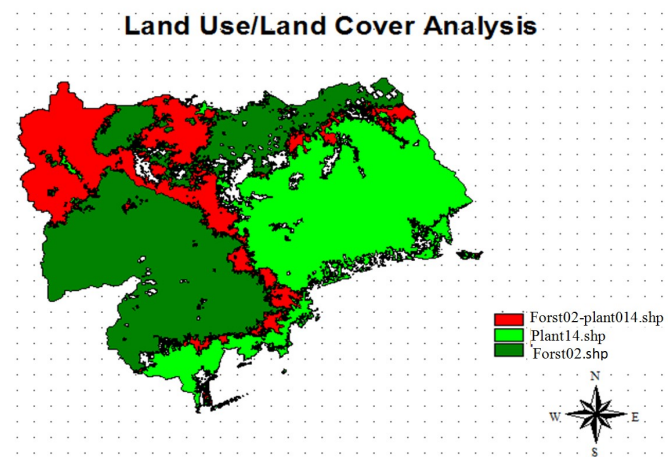 Land Use/Land Cover Analysis
Forst02-plant014.shp
Plant14.shp
Forst02.shp
N
W E
S